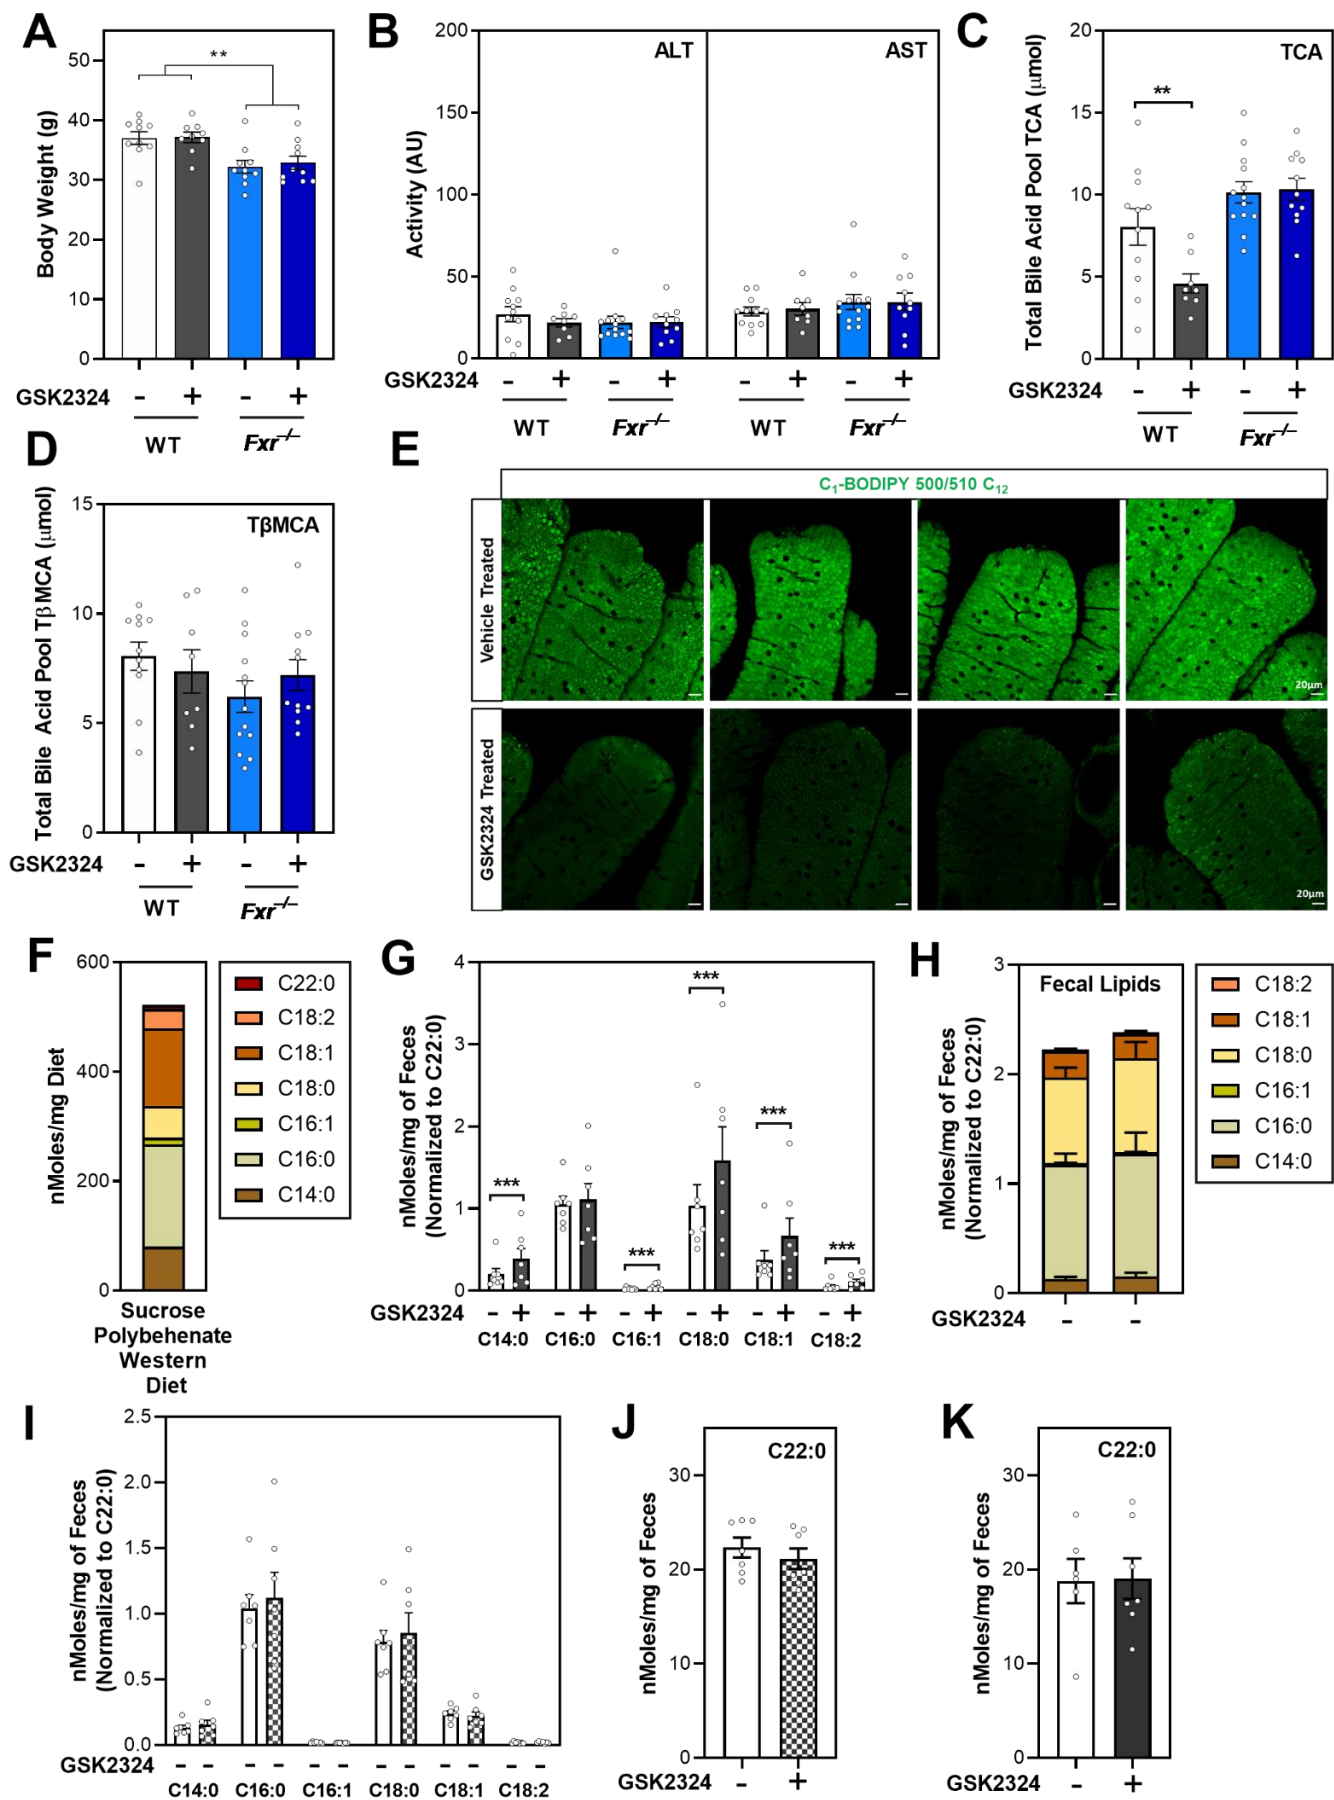 A
Body Weight (g)
50
40
30
20
10
0
**
GSK2324
- + - +
WT
Fxr–/–
B
Activity (AU)
200
150
100
50
0
ALT
AST
GSK2324
- + - + - + - +
WT
Fxr–/–
WT
Fxr–/–
C
Total Bile Acid Pool TCA (μmol)
20
15
10
5
0
TCA
**
GSK2324
- + - +
WT
Fxr–/–
D
Total Bile Acid Pool TβMCA (μmol)
15
10
5
0
TβMCA
GSK2324
- + - +
WT
Fxr–/–
E
C1-BODIPY 500/510 C12
Vehicle Treated
20μm
GSK2324 Treated
20μm
F
nMoles/mg Diet
600
400
200
0
Sucrose
Polybehenate
Western
Diet
C22:0
C18:2
C18:1
C18:0
C16:1
C16:0
C14:0
G
nMoles/mg of Feces
(Normalized to C22:0)
4
3
2
1
0
***
***
***
***
***
GSK2324
- + - + - + - + - + - +
C14:0 C16:0 C16:1 C18:0 C18:1 C18:2
H
nMoles/mg of Feces
(Normalized to C22:0)
3
2
1
0
Fecal Lipids
GSK2324
- -
C18:2
C18:1
C18:0
C16:1
C16:0
C14:0
I
nMoles/mg of Feces
(Normalized to C22:0)
2.5
2.0
1.5
1.0
0.5
0.0
GSK2324
- - - - - - - - - - - -
C14:0 C16:0 C16:1 C18:0 C18:1 C18:2
J
nMoles/mg of Feces
30
20
10
0
C22:0
GSK2324
- +
K
nMoles/mg of Feces
30
20
10
0
C22:0
GSK2324
- +